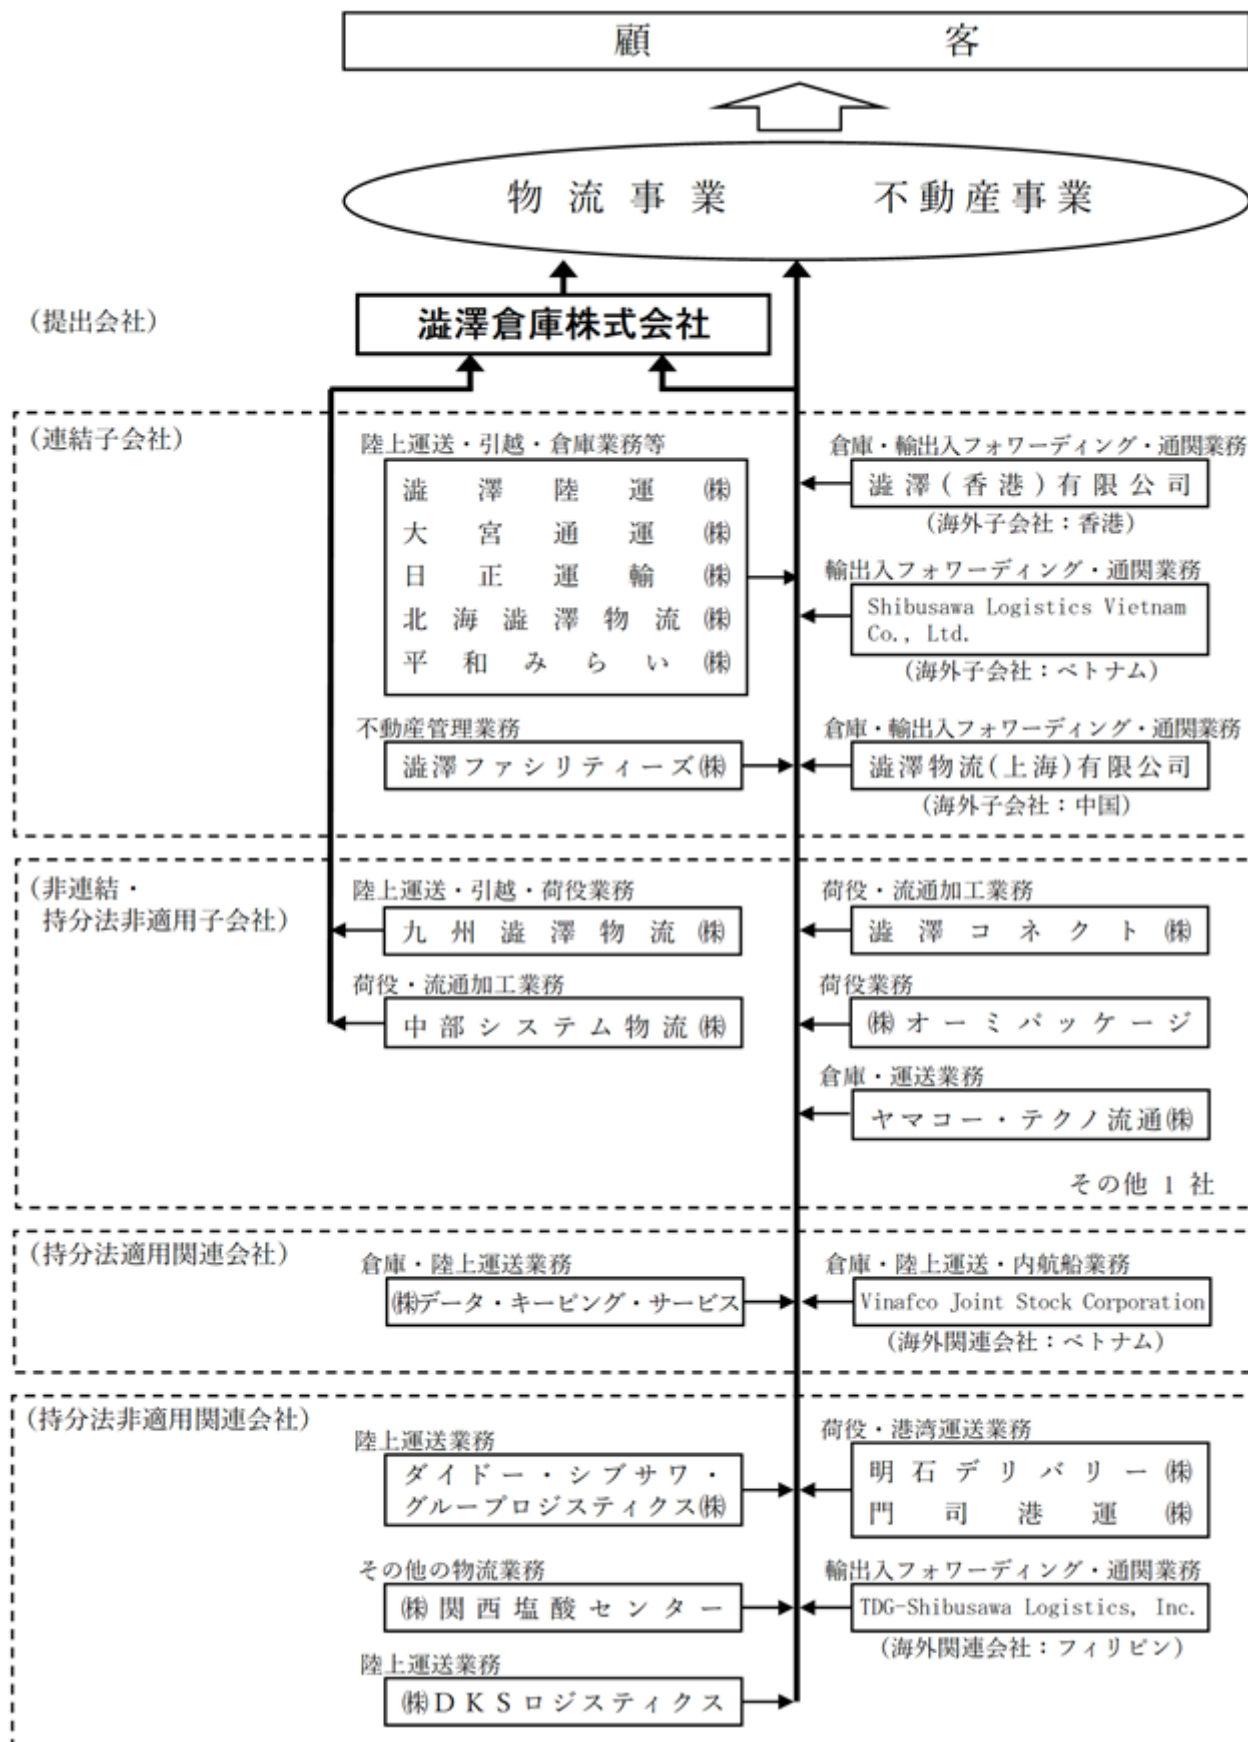 顧客
物流事業 不動産事業
(提出会社)
澁澤倉庫株式会社
(連結子会社)
陸上運送・引越・倉庫業務等
澁澤陸運㈱
大宮通運㈱
日正運輸㈱
北海澁澤物流㈱
平和みらい㈱
不動産管理業務
澁澤ファシリティーズ㈱
倉庫・輸出入フォワーディング・通関業務
澁澤(香港)有限公司
(海外子会社：香港)
輸出入フォワーディング・通関業務
Shibusawa Logistics Vietnam
Co., Ltd.
(海外子会社：ベトナム)
倉庫・輸出入フォワーディング・通関業務
澁澤物流(上海)有限公司
(海外子会社：中国)
(非連結・
持分法非適用子会社)
陸上運送・引越・荷役業務
九州澁澤物流㈱
荷役・流通加工業務
中部システム物流㈱
荷役・流通加工業務
澁澤コネクト㈱
荷役業務
㈱オーミパッケージ
倉庫・運送業務
ヤマコー・テクノ流通㈱
その他 1 社
(持分法適用関連会社)
倉庫・陸上運送業務
㈱データ・キーピング・サービス
倉庫・陸上運送・内航船業務
Vinafco Joint Stock Corporation
(海外関連会社：ベトナム)
(持分法非適用関連会社)
陸上運送業務
ダイドー・シブサワ・
グループロジスティクス㈱
その他の物流業務
㈱関西塩酸センター
陸上運送業務
㈱DKSロジスティクス
荷役・港湾運送業務
明石デリバリー㈱
門司港運㈱
輸出入フォワーディング・通関業務
TDG-Shibusawa Logistics, Inc.
(海外関連会社：フィリピン)